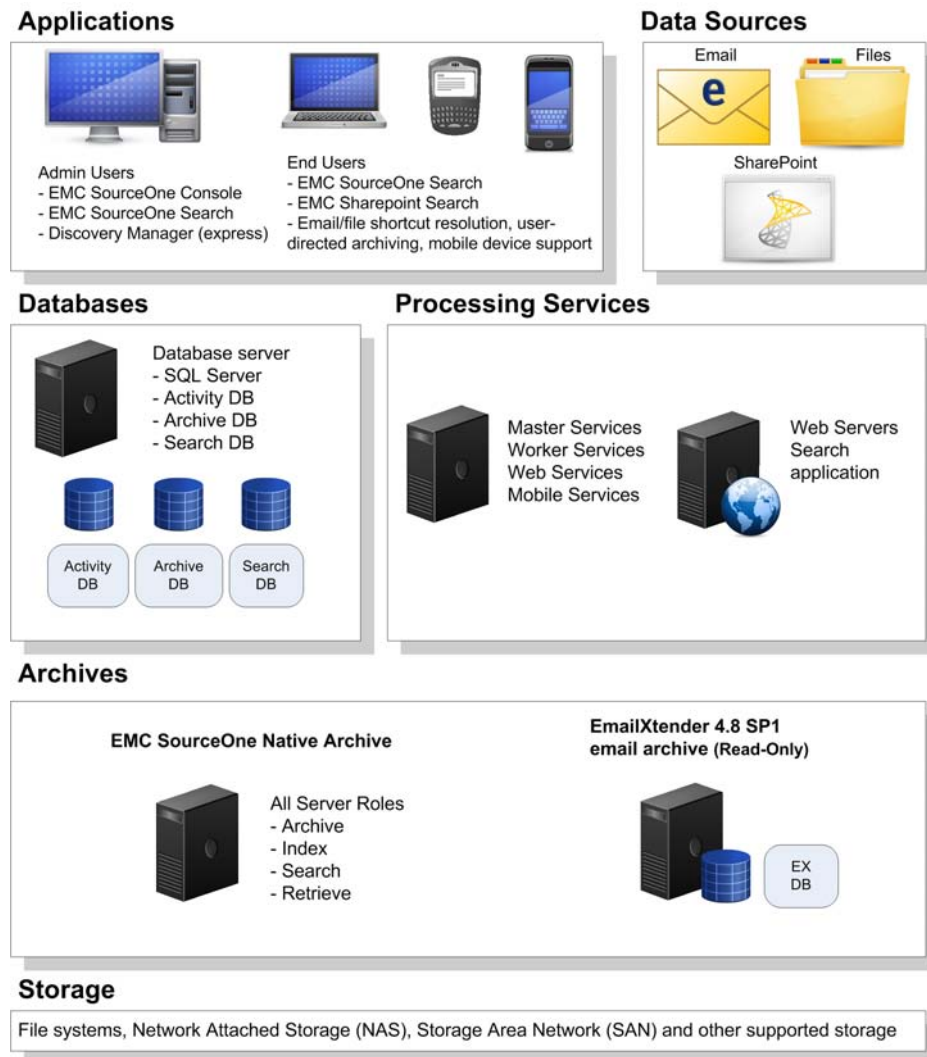 Applications
Admin Users
- EMC SourceOne Console
- EMC SourceOne Search
- Discovery Manager (express)
End Users
- EMC SourceOne Search
- EMC Sharepoint Search
- Email/file shortcut resolution, user-
directed archiving, mobile device support
Data Sources
Email
e
Files
SharePoint
Databases
Database server
- SQL Server
- Activity DB
- Archive DB
- Search DB
Activity
DB
Archive
DB
Search
DB
Processing Services
Master Services
Worker Services
Web Services
Mobile Services
Web Servers
Search
application
Archives
EMC SourceOne Native Archive
All Server Roles
- Archive
- Index
- Search
- Retrieve
EmailXtender 4.8 SP1
email archive (Read-Only)
EX
DB
Storage
File systems, Network Attached Storage (NAS), Storage Area Network (SAN) and other supported storage